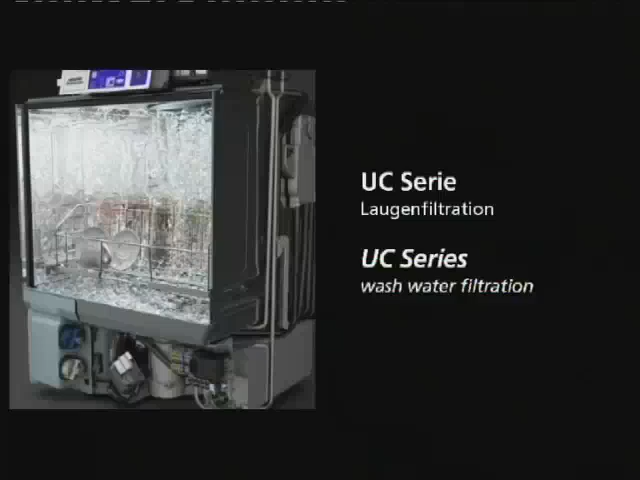 UC Serie
Laugenfiltration
UC Series
wash water filtration